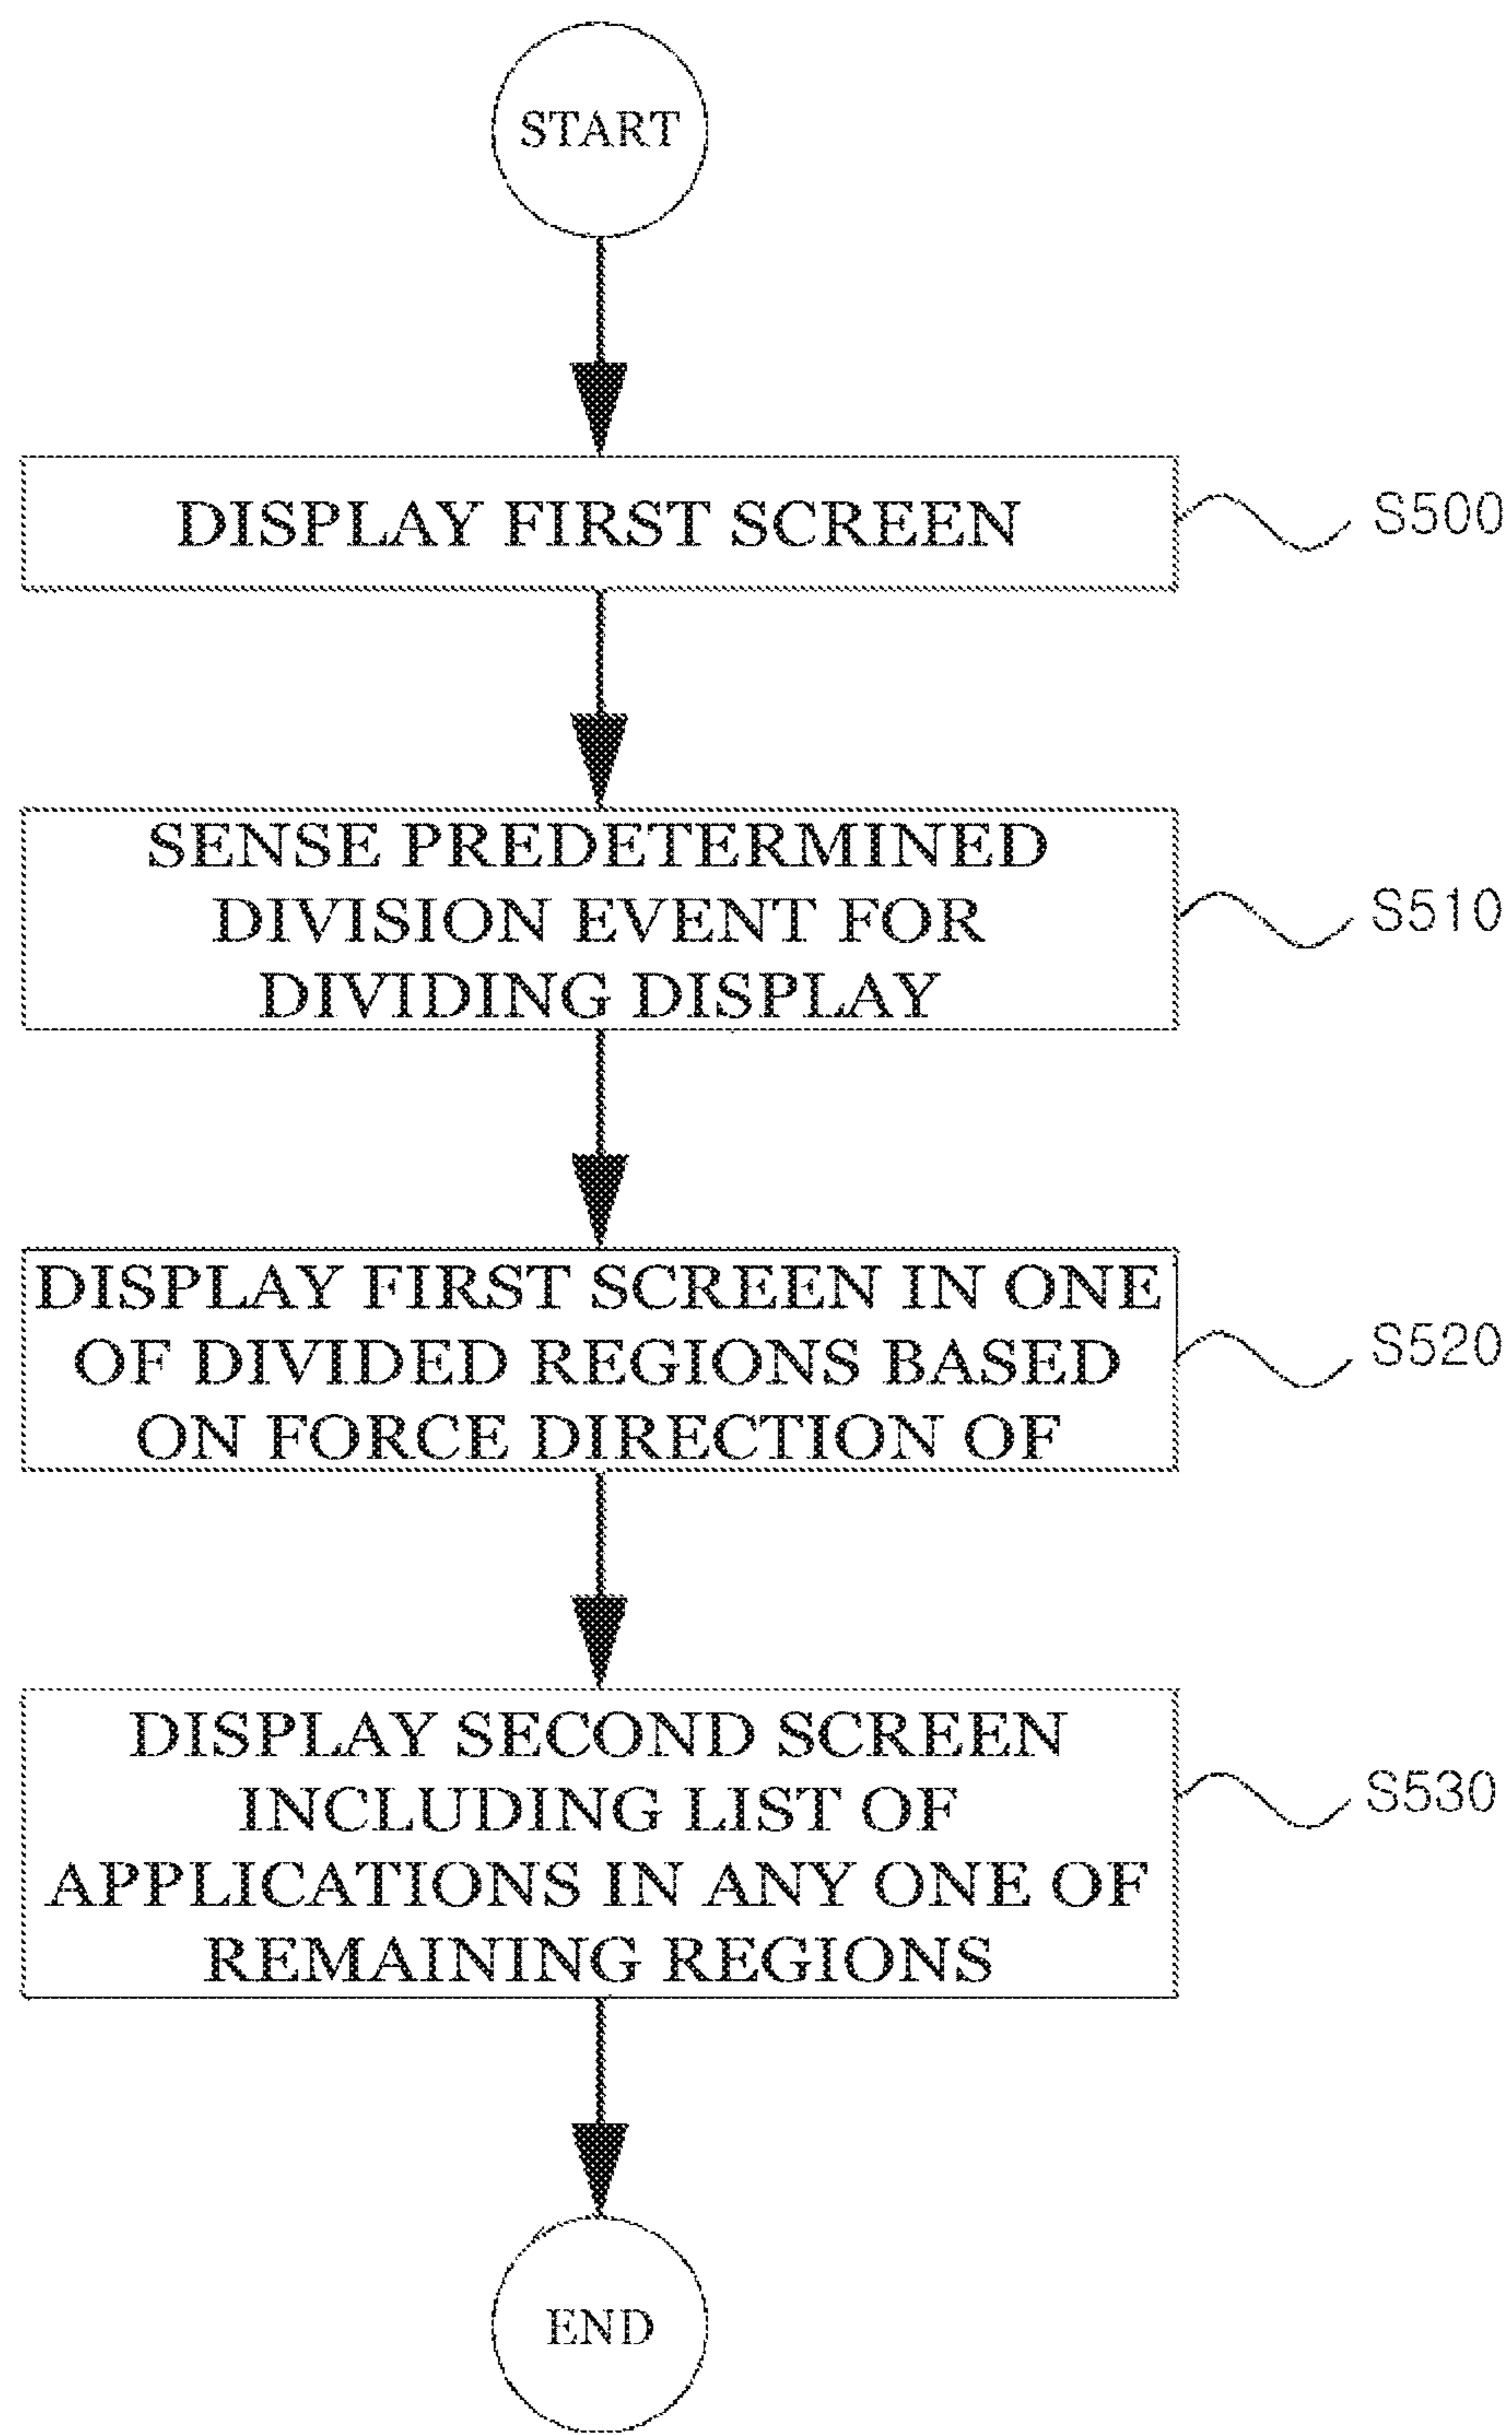 START
DISPLAY FIRST SCREEN
S500
SENSE PREDETERMINED
DIVISION EVENT FOR
DIVIDING DISPLAY
S510
DISPLAY FIRST SCREEN IN ONE
OF DIVIDED REGIONS BASED
ON FORCE DIRECTION OF
S520
DISPLAY SECOND SCREEN
INCLUDING LIST OF
APPLICATIONS IN ANY ONE OF
REMAINING REGIONS
S530
END